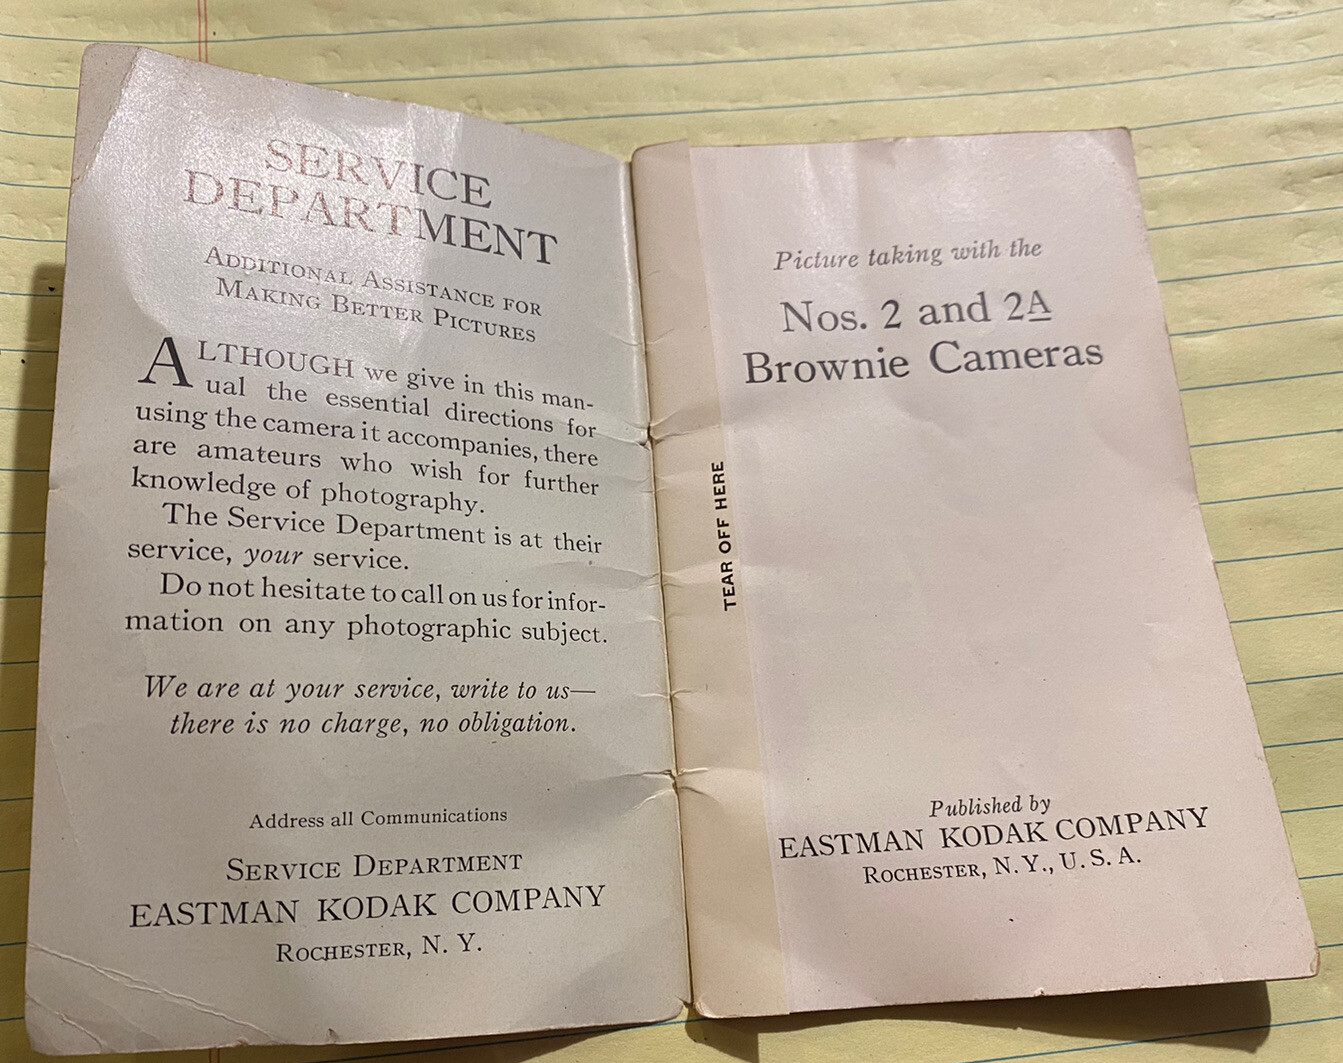 SERVICE
DEPARTMENT
ADDITIONAL ASSISTANCE FOR
MAKING BETTER PICTURES
ALTHOUGH we give in this man-
ual the essential directions for
using the camera it accompanies, there
are amateurs who wish for further
knowledge of photography.
The Service Department is at their
service, your service.
Do not hesitate to call on us for infor-
mation on any photographic subject.
We are at your service, write to us—
there is no charge, no obligation.
Address all Communications
SERVICE DEPARTMENT
EASTMAN KODAK COMPANY
ROCHESTER, N. Y.
TEAR OFF HERE
Picture taking with the
Nos. 2 and 2A
Brownie Cameras
Published by
EASTMAN KODAK COMPANY
ROCHESTER, N. Y., U. S. A.